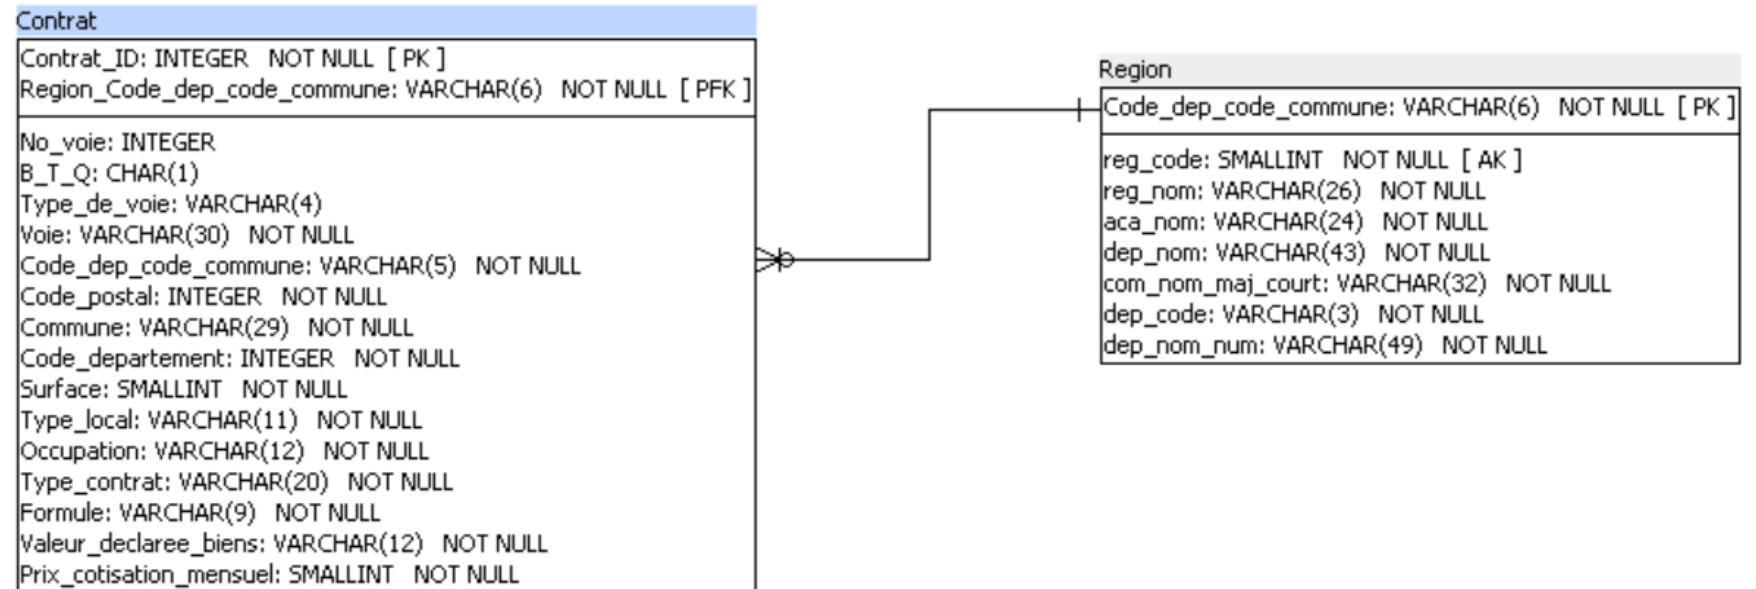 Contrat
Contrat_ID: INTEGER NOT NULL [ PK ]
Region_Code_dep_code_commune: VARCHAR(6) NOT NULL [ PFK ]
No_voie: INTEGER
B_T_Q: CHAR(1)
Type_de_voie: VARCHAR(4)
Voie: VARCHAR(30) NOT NULL
Code_dep_code_commune: VARCHAR(5) NOT NULL
Code_postal: INTEGER NOT NULL
Commune: VARCHAR(29) NOT NULL
Code_departement: INTEGER NOT NULL
Surface: SMALLINT NOT NULL
Type_local: VARCHAR(11) NOT NULL
Occupation: VARCHAR(12) NOT NULL
Type_contrat: VARCHAR(20) NOT NULL
Formule: VARCHAR(9) NOT NULL
Valeur_declaree_biens: VARCHAR(12) NOT NULL
Prix_cotisation_mensuel: SMALLINT NOT NULL
Region
Code_dep_code_commune: VARCHAR(6) NOT NULL [ PK ]
reg_code: SMALLINT NOT NULL [ AK ]
reg_nom: VARCHAR(26) NOT NULL
aca_nom: VARCHAR(24) NOT NULL
dep_nom: VARCHAR(43) NOT NULL
com_nom_maj_court: VARCHAR(32) NOT NULL
dep_code: VARCHAR(3) NOT NULL
dep_nom_num: VARCHAR(49) NOT NULL